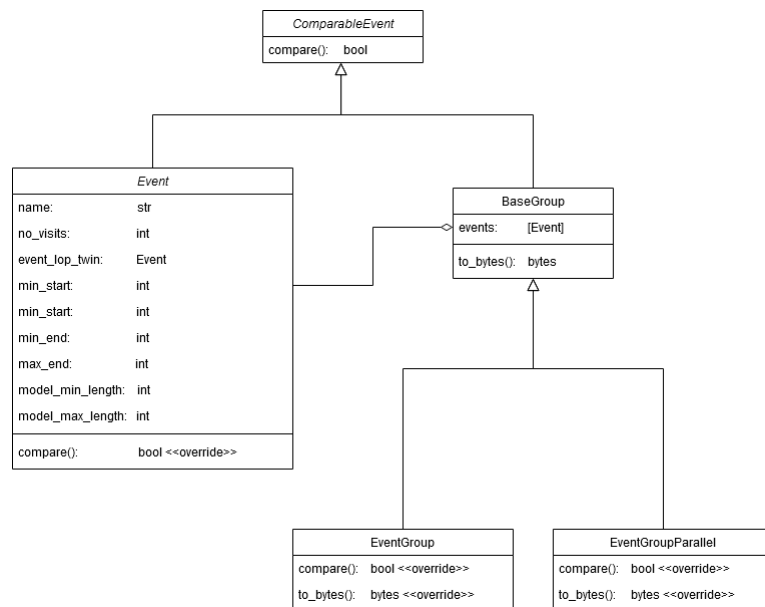 ComparableEvent
compare(): bool
Event
name: str
no_visits: int
event_lop_twin: Event
min_start: int
min_start: int
min_end: int
max_end: int
model_min_length: int
model_max_length: int
compare(): bool <<override>>
BaseGroup
events: [Event]
to_bytes(): bytes
EventGroup
compare(): bool <<override>>
to_bytes(): bytes <<override>>
EventGroupParallel
compare(): bool <<override>>
to_bytes(): bytes <<override>>